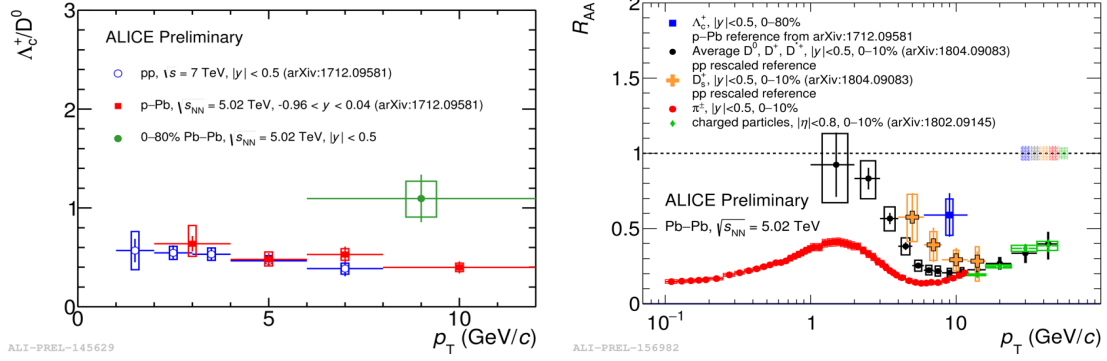 Λc+/D0
3
2
1
0
ALICE Preliminary
pp, √s = 7 TeV, |y| < 0.5 (arXiv:1712.09581)
p–Pb, √sNN = 5.02 TeV, -0.96 < y < 0.04 (arXiv:1712.09581)
0–80% Pb–Pb, √sNN = 5.02 TeV, |y| < 0.5
0 5 10
pT (GeV/c)
ALI-PREL-145629
RAA
2
1.5
1
0.5
0
Λc+, |y|<0.5, 0–80%
p–Pb reference from arXiv:1712.09581
Average D0, D+, D*+, |y|<0.5, 0–10% (1804.09083)
pp rescaled reference
Ds+, |y|<0.5, 0–10% (1804.09083)
pp rescaled reference
π±, |y|<0.5, 0–10%
charged particles, |η|<0.8, 0–10% (arXiv:1802.09145)
ALICE Preliminary
Pb–Pb, √sNN = 5.02 TeV
10−1 1 10
pT (GeV/c)
ALI-PREL-156982